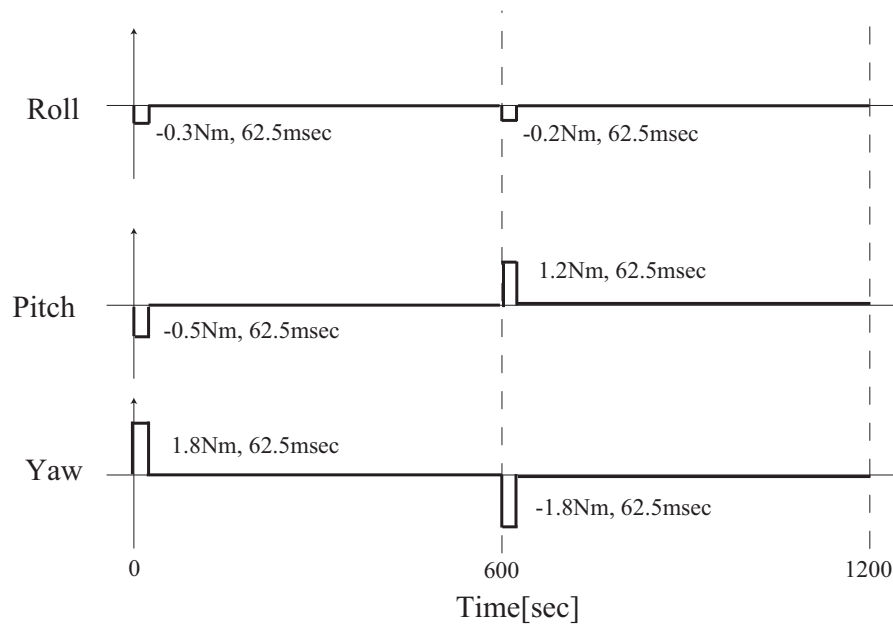 Roll
-0.3Nm, 62.5msec
-0.2Nm, 62.5msec
1.2Nm, 62.5msec
Pitch
-0.5Nm, 62.5msec
1.8Nm, 62.5msec
Yaw
-1.8Nm, 62.5msec
0
600
1200
Time[sec]